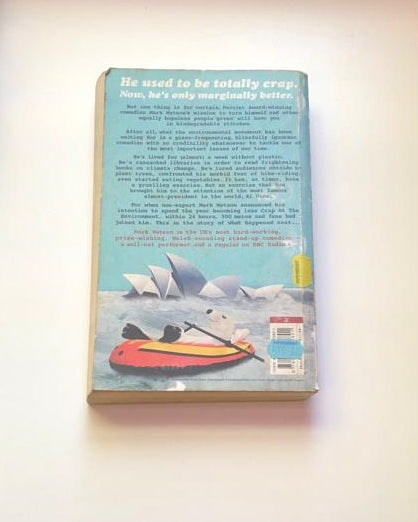 He used to be totally crap.
Now, he's only marginally better.
But one thing is for certain. Perrier Award-winning
comedian Mark Watson's mission to turn himself and other
equally hopeless people 'green' will have you
in biodegradable stitches.
After all, what the environmental movement has been
waiting for is a plane-frequenting, blissfully ignorant
comedian with no credibility whatsoever to tackle one of
the most important issues of our time.
He's lived for (almost) a week without plastic.
He's ransacked libraries in order to read frightening
books on climate change. He's lured audiences outside to
plant trees, confronted his morbid fear of bike-riding,
even started eating vegetables. It has, at times, been
a gruelling exercise. But an exercise that has
brought him to the attention of the most famous
almost-president in the world, Al Gore.
For when non-expert Mark Watson announced his
intention to spend the year becoming less Crap At The
Environment, within 24 hours, 300 mates and fans had
joined him. This is the story of what happened next...
Mark Watson is the UK's most hard-working,
prize-winning, Welsh-sounding stand-up comedian,
a sell-out performer and a regular on BBC Radio